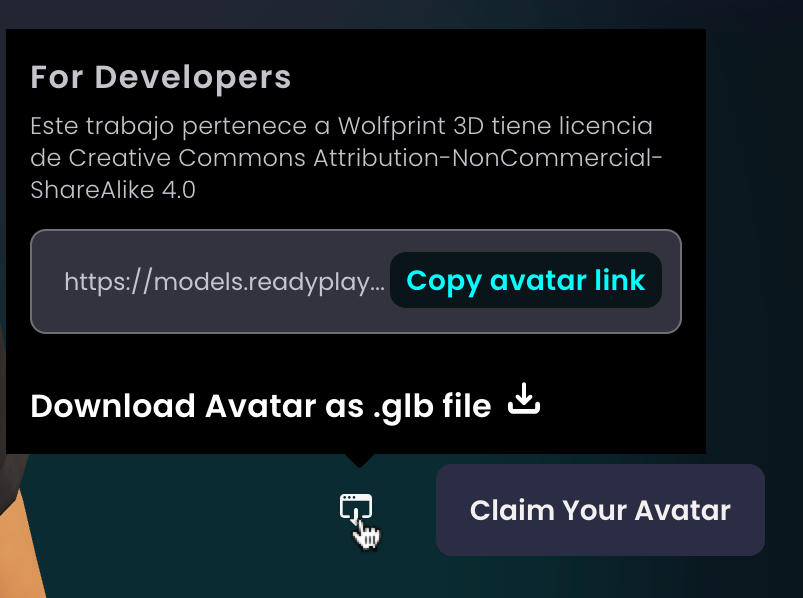 For Developers
Este trabajo pertenece a Wolfprint 3D tiene licencia
de Creative Commons Attribution-NonCommercial-
ShareAlike 4.0
https://models.readyplay... Copy avatar link
Download Avatar as .glb file
Claim Your Avatar